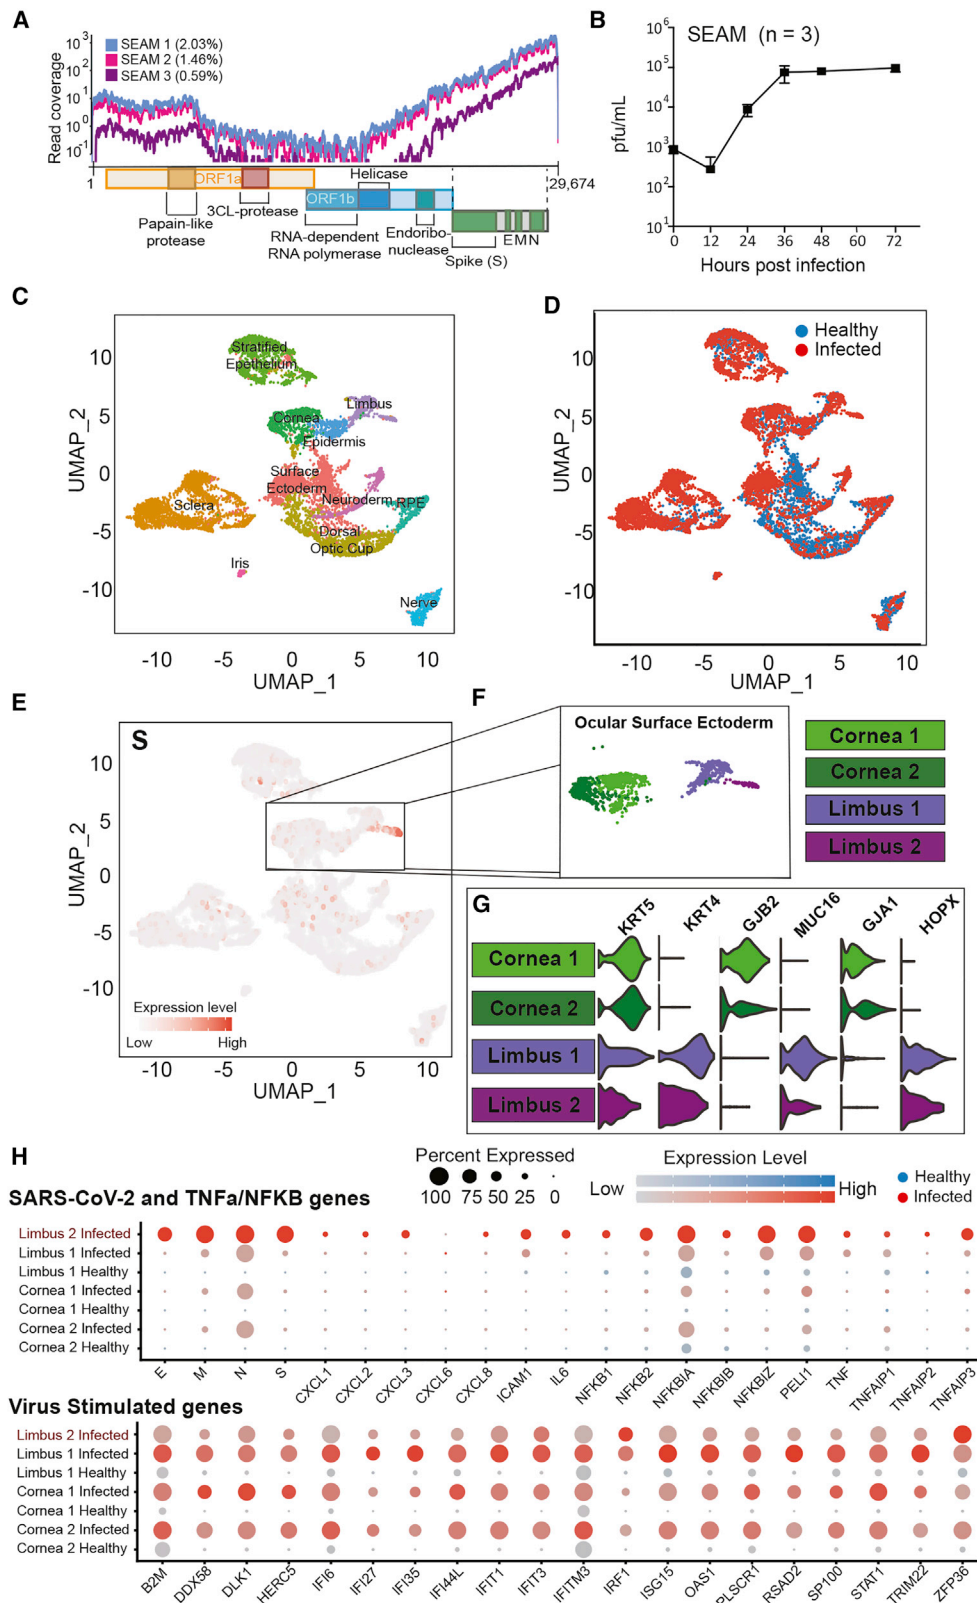 A
SEAM 1 (2.03%)
SEAM 2 (1.46%)
SEAM 3 (0.59%)
Read coverage
10³
10²
10¹
10⁰
10⁻¹
1
29,674
ORF1a
Papain-like
protease
3CL-protease
ORF1b
Helicase
RNA-dependent
RNA polymerase
Endoribo-
nuclease
Spike (S)
E M N
B
SEAM (n = 3)
pfu/mL
10⁶
10⁵
10⁴
10³
10²
10¹
0 12 24 36 48 60 72
Hours post infection
C
Stratified
Epethelium
Limbus
Cornea
Epidermis
Surface
Ectoderm
Neuroderm
RPE
Sclera
Dorsal
Optic Cup
Iris
Nerve
UMAP_2
10
5
0
-5
-10
-10 -5 0 5 10
UMAP_1
D
Healthy
Infected
UMAP_2
10
5
0
-5
-10
-10 -5 0 5 10
UMAP_1
E
S
UMAP_2
10
5
0
-5
-10
Expression level
Low High
-10 -5 0 5 10
UMAP_1
F
Ocular Surface Ectoderm
Cornea 1
Cornea 2
Limbus 1
Limbus 2
G
KRT5 KRT4 GJB2 MUC16 GJA1 HOPX
Cornea 1
Cornea 2
Limbus 1
Limbus 2
H
Percent Expressed
100 75 50 25 0
Expression Level
Low High
Healthy
Infected
SARS-CoV-2 and TNFa/NFKB genes
Limbus 2 Infected
Limbus 1 Infected
Limbus 1 Healthy
Cornea 1 Infected
Cornea 1 Healthy
Cornea 2 Infected
Cornea 2 Healthy
E M N S CXCL1 CXCL2 CXCL3 CXCL6 CXCL8 ICAM1 IL6 NFKB1 NFKB2 NFKBIA NFKBIB NFKBIZ PELI1 TNF TNFAIP1 TNFAIP2 TNFAIP3
Virus Stimulated genes
Limbus 2 Infected
Limbus 1 Infected
Limbus 1 Healthy
Cornea 1 Infected
Cornea 1 Healthy
Cornea 2 Infected
Cornea 2 Healthy
B2M DDX58 DLK1 HERC5 IFI6 IFI27 IFI35 IFI44L IFIT1 IFIT3 IFITM3 IRF1 ISG15 OAS1 PLSCR1 RSAD2 SP100 STAT1 TRIM22 ZFP36